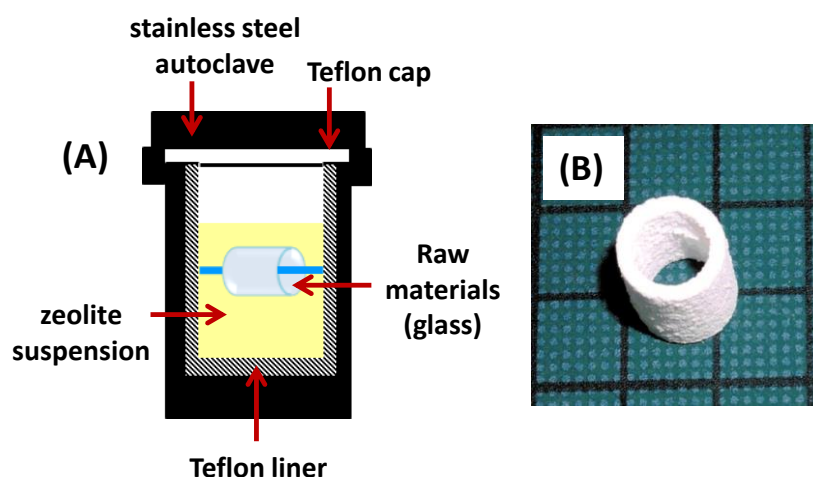 stainless steel
autoclave
Teflon cap
(A)
Raw
materials
(glass)
zeolite
suspension
Teflon liner
(B)